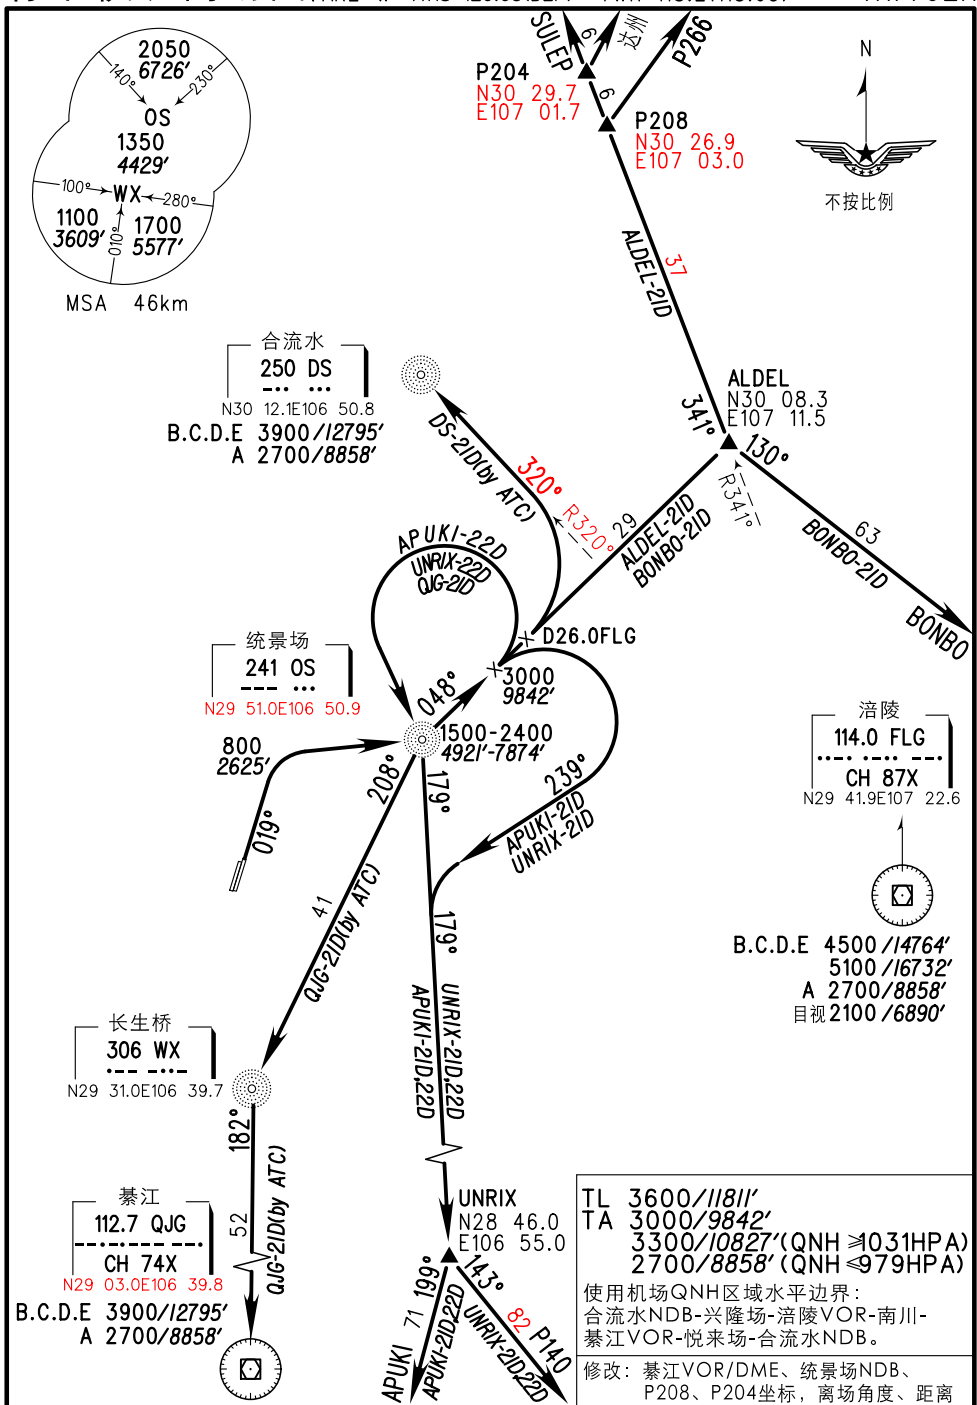 2050
6726'
140°
230°
OS
1350
4429'
100°
WX
280°
1100
3609'
010°
1700
5577'
MSA 46km
SULEP
6
达州
P266
P204
N30 29.7
E107 01.7
6
P208
N30 26.9
E107 03.0
N
不按比例
37
ALDEL-21D
合流水
250 DS
N30 12.1E106 50.8
B.C.D.E 3900/12795'
A 2700/8858'
ALDEL
N30 08.3
E107 11.5
341°
130°
R341°
DS-21D(by ATC)
320°
R320°
29
ALDEL-21D
BONBO-21D
63
BONBO-21D
BONBO
APUKI-22D
UNRIX-22D
QJG-21D
D26.0FLG
统景场
241 OS
N29 51.0E106 50.9
3000
9842'
048°
1500-2400
4921'-7874'
800
2625'
019°
208°
179°
239°
APUKI-21D
UNRIX-21D
涪陵
114.0 FLG
CH 87X
N29 41.9E107 22.6
B.C.D.E 4500/14764'
5100/16732'
A 2700/8858'
目视2100/6890'
41
QJG-21D(by ATC)
179°
APUKI-21D,22D
UNRIX-21D,22D
长生桥
306 WX
N29 31.0E106 39.7
182°
52
QJG-21D(by ATC)
綦江
112.7 QJG
CH 74X
N29 03.0E106 39.8
B.C.D.E 3900/12795'
A 2700/8858'
UNRIX
N28 46.0
E106 55.0
199°
143°
71
APUKI
APUKI-21D,22D
82
P140
UNRIX-21D,22D
TL 3600/11811'
TA 3000/9842'
3300/10827'(QNH ≥1031HPA)
2700/8858'(QNH ≤979HPA)
使用机场QNH区域水平边界：
合流水NDB-兴隆场-涪陵VOR-南川-
綦江VOR-悦来场-合流水NDB。
修改：綦江VOR/DME、统景场NDB、
P208、P204坐标，离场角度、距离